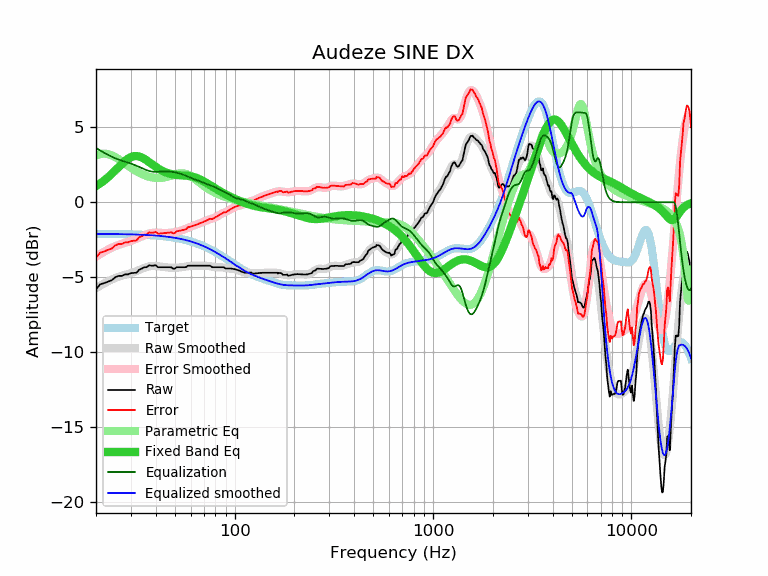 Audeze SINE DX
Amplitude (dBr)
5
0
−5
−10
−15
−20
Target
Raw Smoothed
Error Smoothed
Raw
Error
Parametric Eq
Fixed Band Eq
Equalization
Equalized smoothed
100
1000
10000
Frequency (Hz)